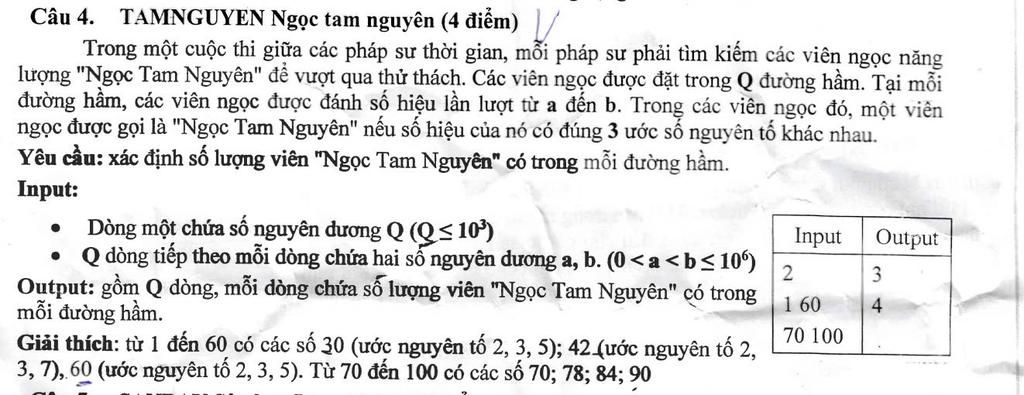 Câu 4. TAMNGUYEN Ngọc tam nguyên (4 điểm)
Trong một cuộc thi giữa các pháp sư thời gian, mỗi pháp sư phải tìm kiếm các viên ngọc năng
lượng "Ngọc Tam Nguyên" để vượt qua thử thách. Các viên ngọc được đặt trong Q đường hầm. Tại mỗi
đường hầm, các viên ngọc được đánh số hiệu lần lượt từ a đến b. Trong các viên ngọc đó, một viên
ngọc được gọi là "Ngọc Tam Nguyên" nếu số hiệu của nó có đúng 3 ước số nguyên tố khác nhau.
Yêu cầu: xác định số lượng viên "Ngọc Tam Nguyên" có trong mỗi đường hầm.
Input:
• Dòng một chứa số nguyên dương Q (Q ≤ 10³)
• Q dòng tiếp theo mỗi dòng chứa hai số nguyên dương a, b. (0 < a < b ≤ 10⁶)
Output: gồm Q dòng, mỗi dòng chứa số lượng viên "Ngọc Tam Nguyên" có trong
mỗi đường hầm.
Giải thích: từ 1 đến 60 có các số 30 (ước nguyên tố 2, 3, 5); 42 (ước nguyên tố 2,
3, 7), 60 (ước nguyên tố 2, 3, 5). Từ 70 đến 100 có các số 70; 78; 84; 90
Input Output
2 3
1 60 4
70 100